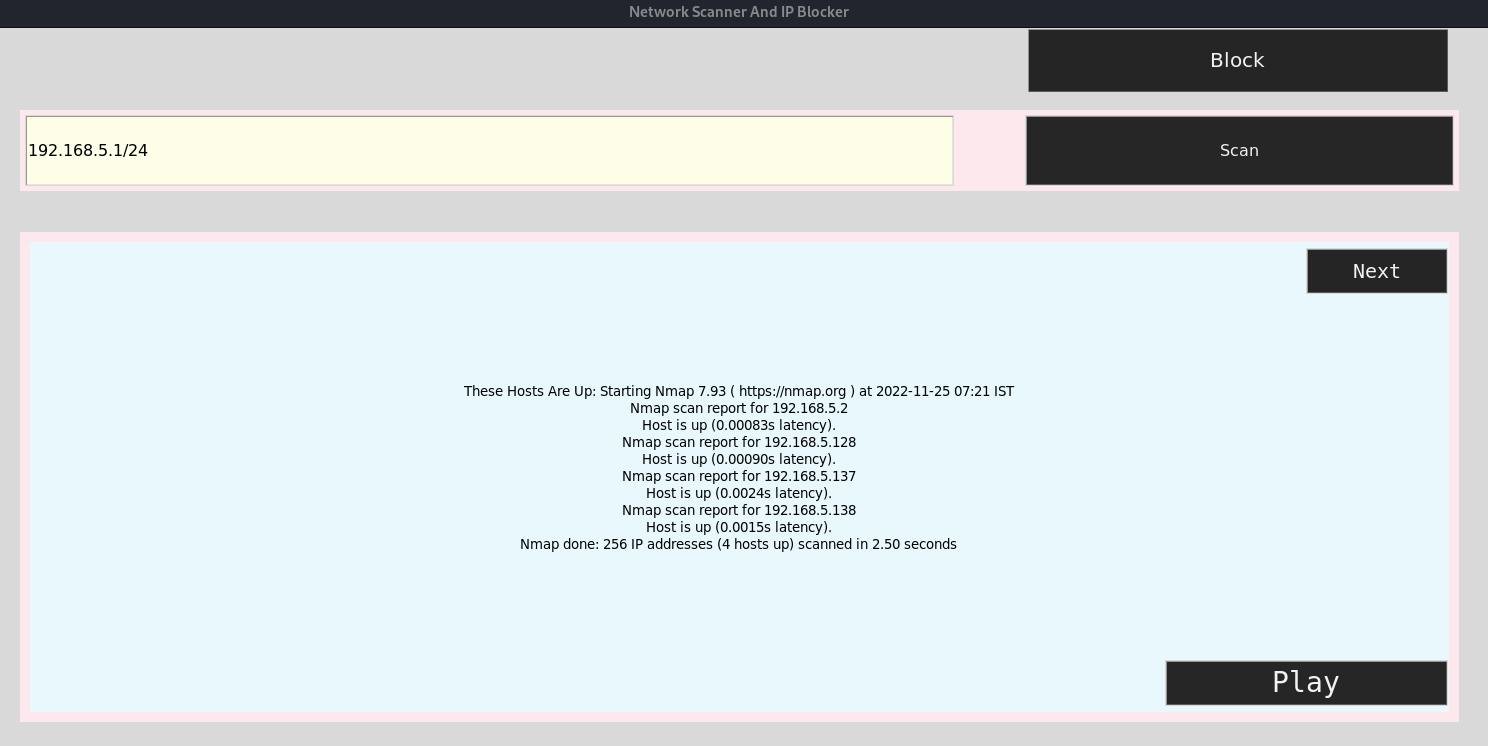 Network Scanner And IP Blocker
Block
192.168.5.1/24
Scan
Next
These Hosts Are Up: Starting Nmap 7.93 ( https://nmap.org ) at 2022-11-25 07:21 IST
Nmap scan report for 192.168.5.2
Host is up (0.00083s latency).
Nmap scan report for 192.168.5.128
Host is up (0.00090s latency).
Nmap scan report for 192.168.5.137
Host is up (0.0024s latency).
Nmap scan report for 192.168.5.138
Host is up (0.0015s latency).
Nmap done: 256 IP addresses (4 hosts up) scanned in 2.50 seconds
Play